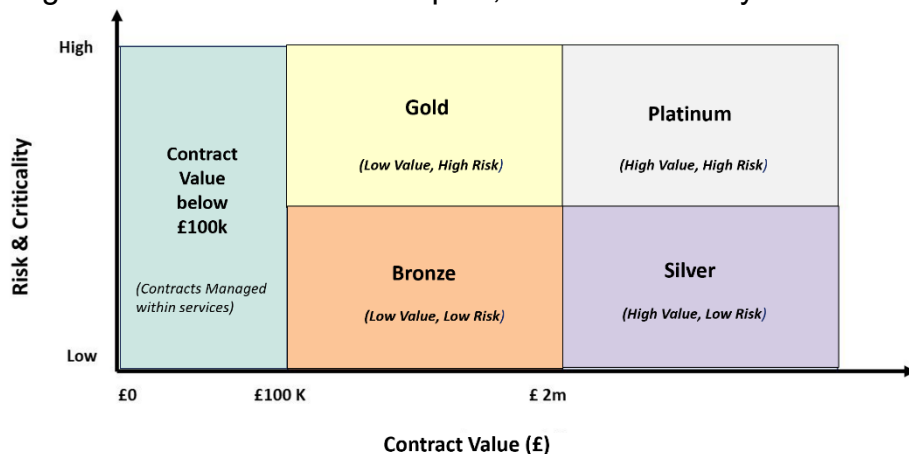 High
Risk & Criticality
Low
Contract
Value
below
£100k
(Contracts Managed
within services)
Gold
(Low Value, High Risk)
Platinum
(High Value, High Risk)
Bronze
(Low Value, Low Risk)
Silver
(High Value, Low Risk)
£0
£100 K
£ 2m
Contract Value (£)